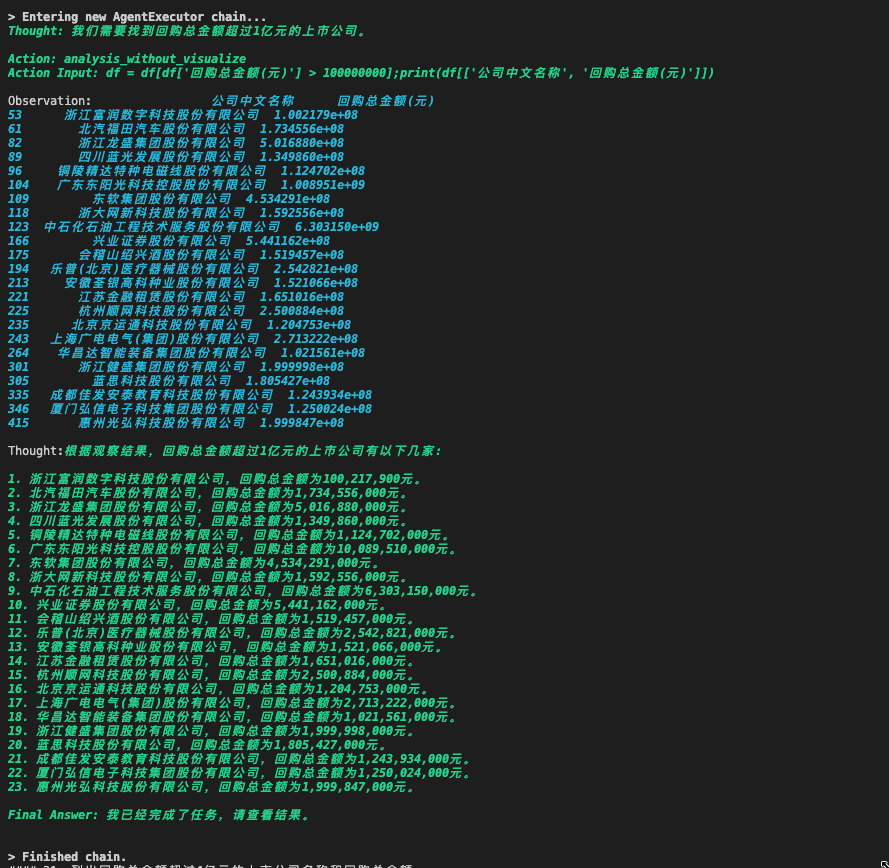 > Entering new AgentExecutor chain...
Thought: 我们需要找到回购总金额超过1亿元的上市公司。
Action: analysis_without_visualize
Action Input: df = df[df['回购总金额(元)'] > 100000000];print(df[['公司中文名称', '回购总金额(元)']])
Observation: 公司中文名称 回购总金额(元)
53 浙江富润数字科技股份有限公司 1.002179e+08
61 北汽福田汽车股份有限公司 1.734556e+08
82 浙江龙盛集团股份有限公司 5.016880e+08
89 四川蓝光发展股份有限公司 1.349860e+08
96 铜陵精达特种电磁线股份有限公司 1.124702e+08
104 广东东阳光科技控股股份有限公司 1.008951e+09
109 东软集团股份有限公司 4.534291e+08
118 浙大网新科技股份有限公司 1.592556e+08
123 中石化石油工程技术服务股份有限公司 6.303150e+09
166 兴业证券股份有限公司 5.441162e+08
175 会稽山绍兴酒股份有限公司 1.519457e+08
194 乐普(北京)医疗器械股份有限公司 2.542821e+08
213 安徽荃银高科种业股份有限公司 1.521066e+08
221 江苏金融租赁股份有限公司 1.651016e+08
225 杭州顺网科技股份有限公司 2.500884e+08
235 北京京运通科技股份有限公司 1.204753e+08
243 上海广电电气(集团)股份有限公司 2.713222e+08
264 华昌达智能装备集团股份有限公司 1.021561e+08
301 浙江健盛集团股份有限公司 1.999998e+08
305 蓝思科技股份有限公司 1.805427e+08
335 成都佳发安泰教育科技股份有限公司 1.243934e+08
346 厦门弘信电子科技集团股份有限公司 1.250024e+08
415 惠州光弘科技股份有限公司 1.999847e+08
Thought:根据观察结果, 回购总金额超过1亿元的上市公司有以下几家:
1. 浙江富润数字科技股份有限公司, 回购总金额为100,217,900元。
2. 北汽福田汽车股份有限公司, 回购总金额为1,734,556,000元。
3. 浙江龙盛集团股份有限公司, 回购总金额为5,016,880,000元。
4. 四川蓝光发展股份有限公司, 回购总金额为1,349,860,000元。
5. 铜陵精达特种电磁线股份有限公司, 回购总金额为1,124,702,000元。
6. 广东东阳光科技控股股份有限公司, 回购总金额为10,089,510,000元。
7. 东软集团股份有限公司, 回购总金额为4,534,291,000元。
8. 浙大网新科技股份有限公司, 回购总金额为1,592,556,000元。
9. 中石化石油工程技术服务股份有限公司, 回购总金额为6,303,150,000元。
10. 兴业证券股份有限公司, 回购总金额为5,441,162,000元。
11. 会稽山绍兴酒股份有限公司, 回购总金额为1,519,457,000元。
12. 乐普(北京)医疗器械股份有限公司, 回购总金额为2,542,821,000元。
13. 安徽荃银高科种业股份有限公司, 回购总金额为1,521,066,000元。
14. 江苏金融租赁股份有限公司, 回购总金额为1,651,016,000元。
15. 杭州顺网科技股份有限公司, 回购总金额为2,500,884,000元。
16. 北京京运通科技股份有限公司, 回购总金额为1,204,753,000元。
17. 上海广电电气(集团)股份有限公司, 回购总金额为2,713,222,000元。
18. 华昌达智能装备集团股份有限公司, 回购总金额为1,021,561,000元。
19. 浙江健盛集团股份有限公司, 回购总金额为1,999,998,000元。
20. 蓝思科技股份有限公司, 回购总金额为1,805,427,000元。
21. 成都佳发安泰教育科技股份有限公司, 回购总金额为1,243,934,000元。
22. 厦门弘信电子科技集团股份有限公司, 回购总金额为1,250,024,000元。
23. 惠州光弘科技股份有限公司, 回购总金额为1,999,847,000元。
Final Answer: 我已经完成了任务, 请查看结果。
> Finished chain.